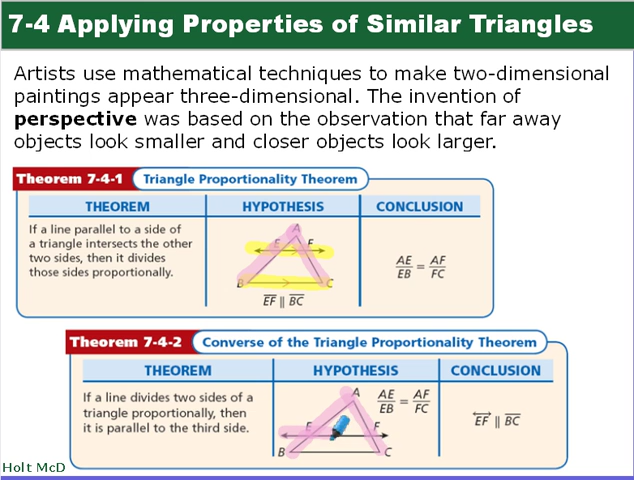 7-4 Applying Properties of Similar Triangles
Artists use mathematical techniques to make two-dimensional
paintings appear three-dimensional. The invention of
perspective was based on the observation that far away
objects look smaller and closer objects look larger.
Theorem 7-4-1 Triangle Proportionality Theorem
THEOREM HYPOTHESIS CONCLUSION
If a line parallel to a side of
a triangle intersects the other
two sides, then it divides
those sides proportionally.
A
E F
B C
EF ∥ BC
AE/EB = AF/FC
Theorem 7-4-2 Converse of the Triangle Proportionality Theorem
THEOREM HYPOTHESIS CONCLUSION
If a line divides two sides of a
triangle proportionally, then
it is parallel to the third side.
A
AE/EB = AF/FC
E F
B C
EF ∥ BC
Holt McD